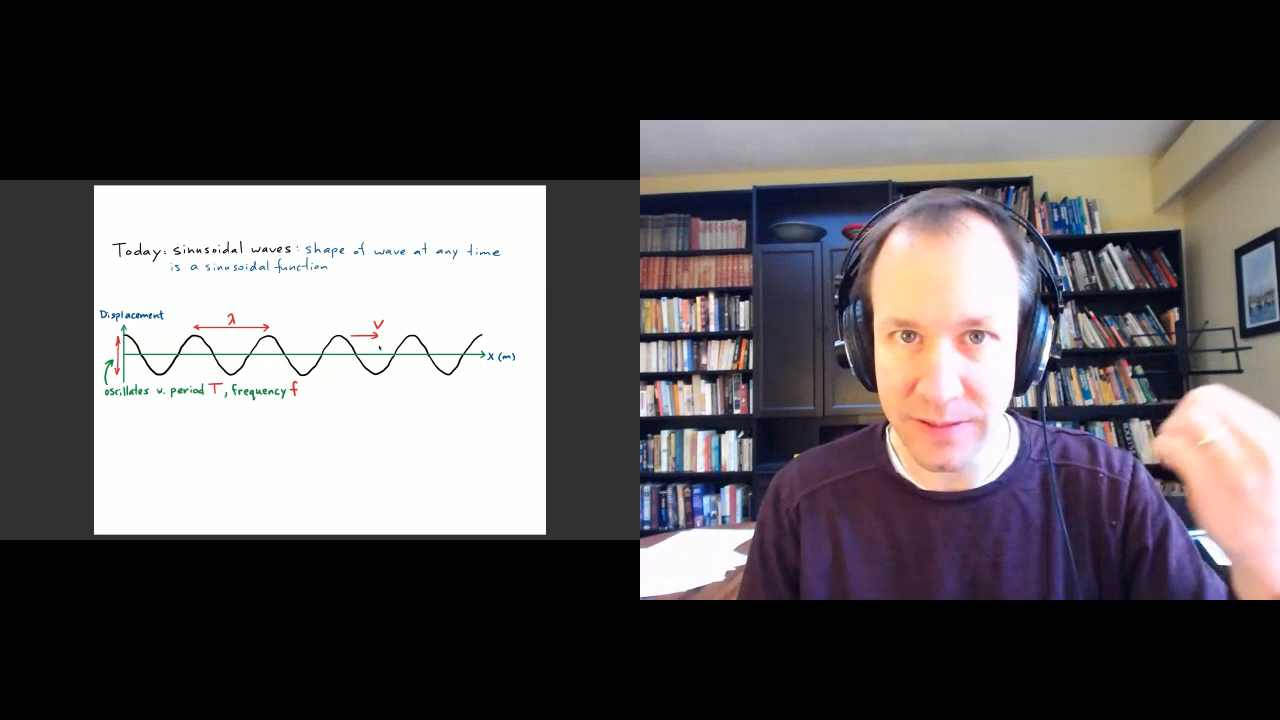 Today: sinusoidal waves: shape of wave at any time
is a sinusoidal function
Displacement
λ
v
x (m)
oscillates w. period T, frequency f